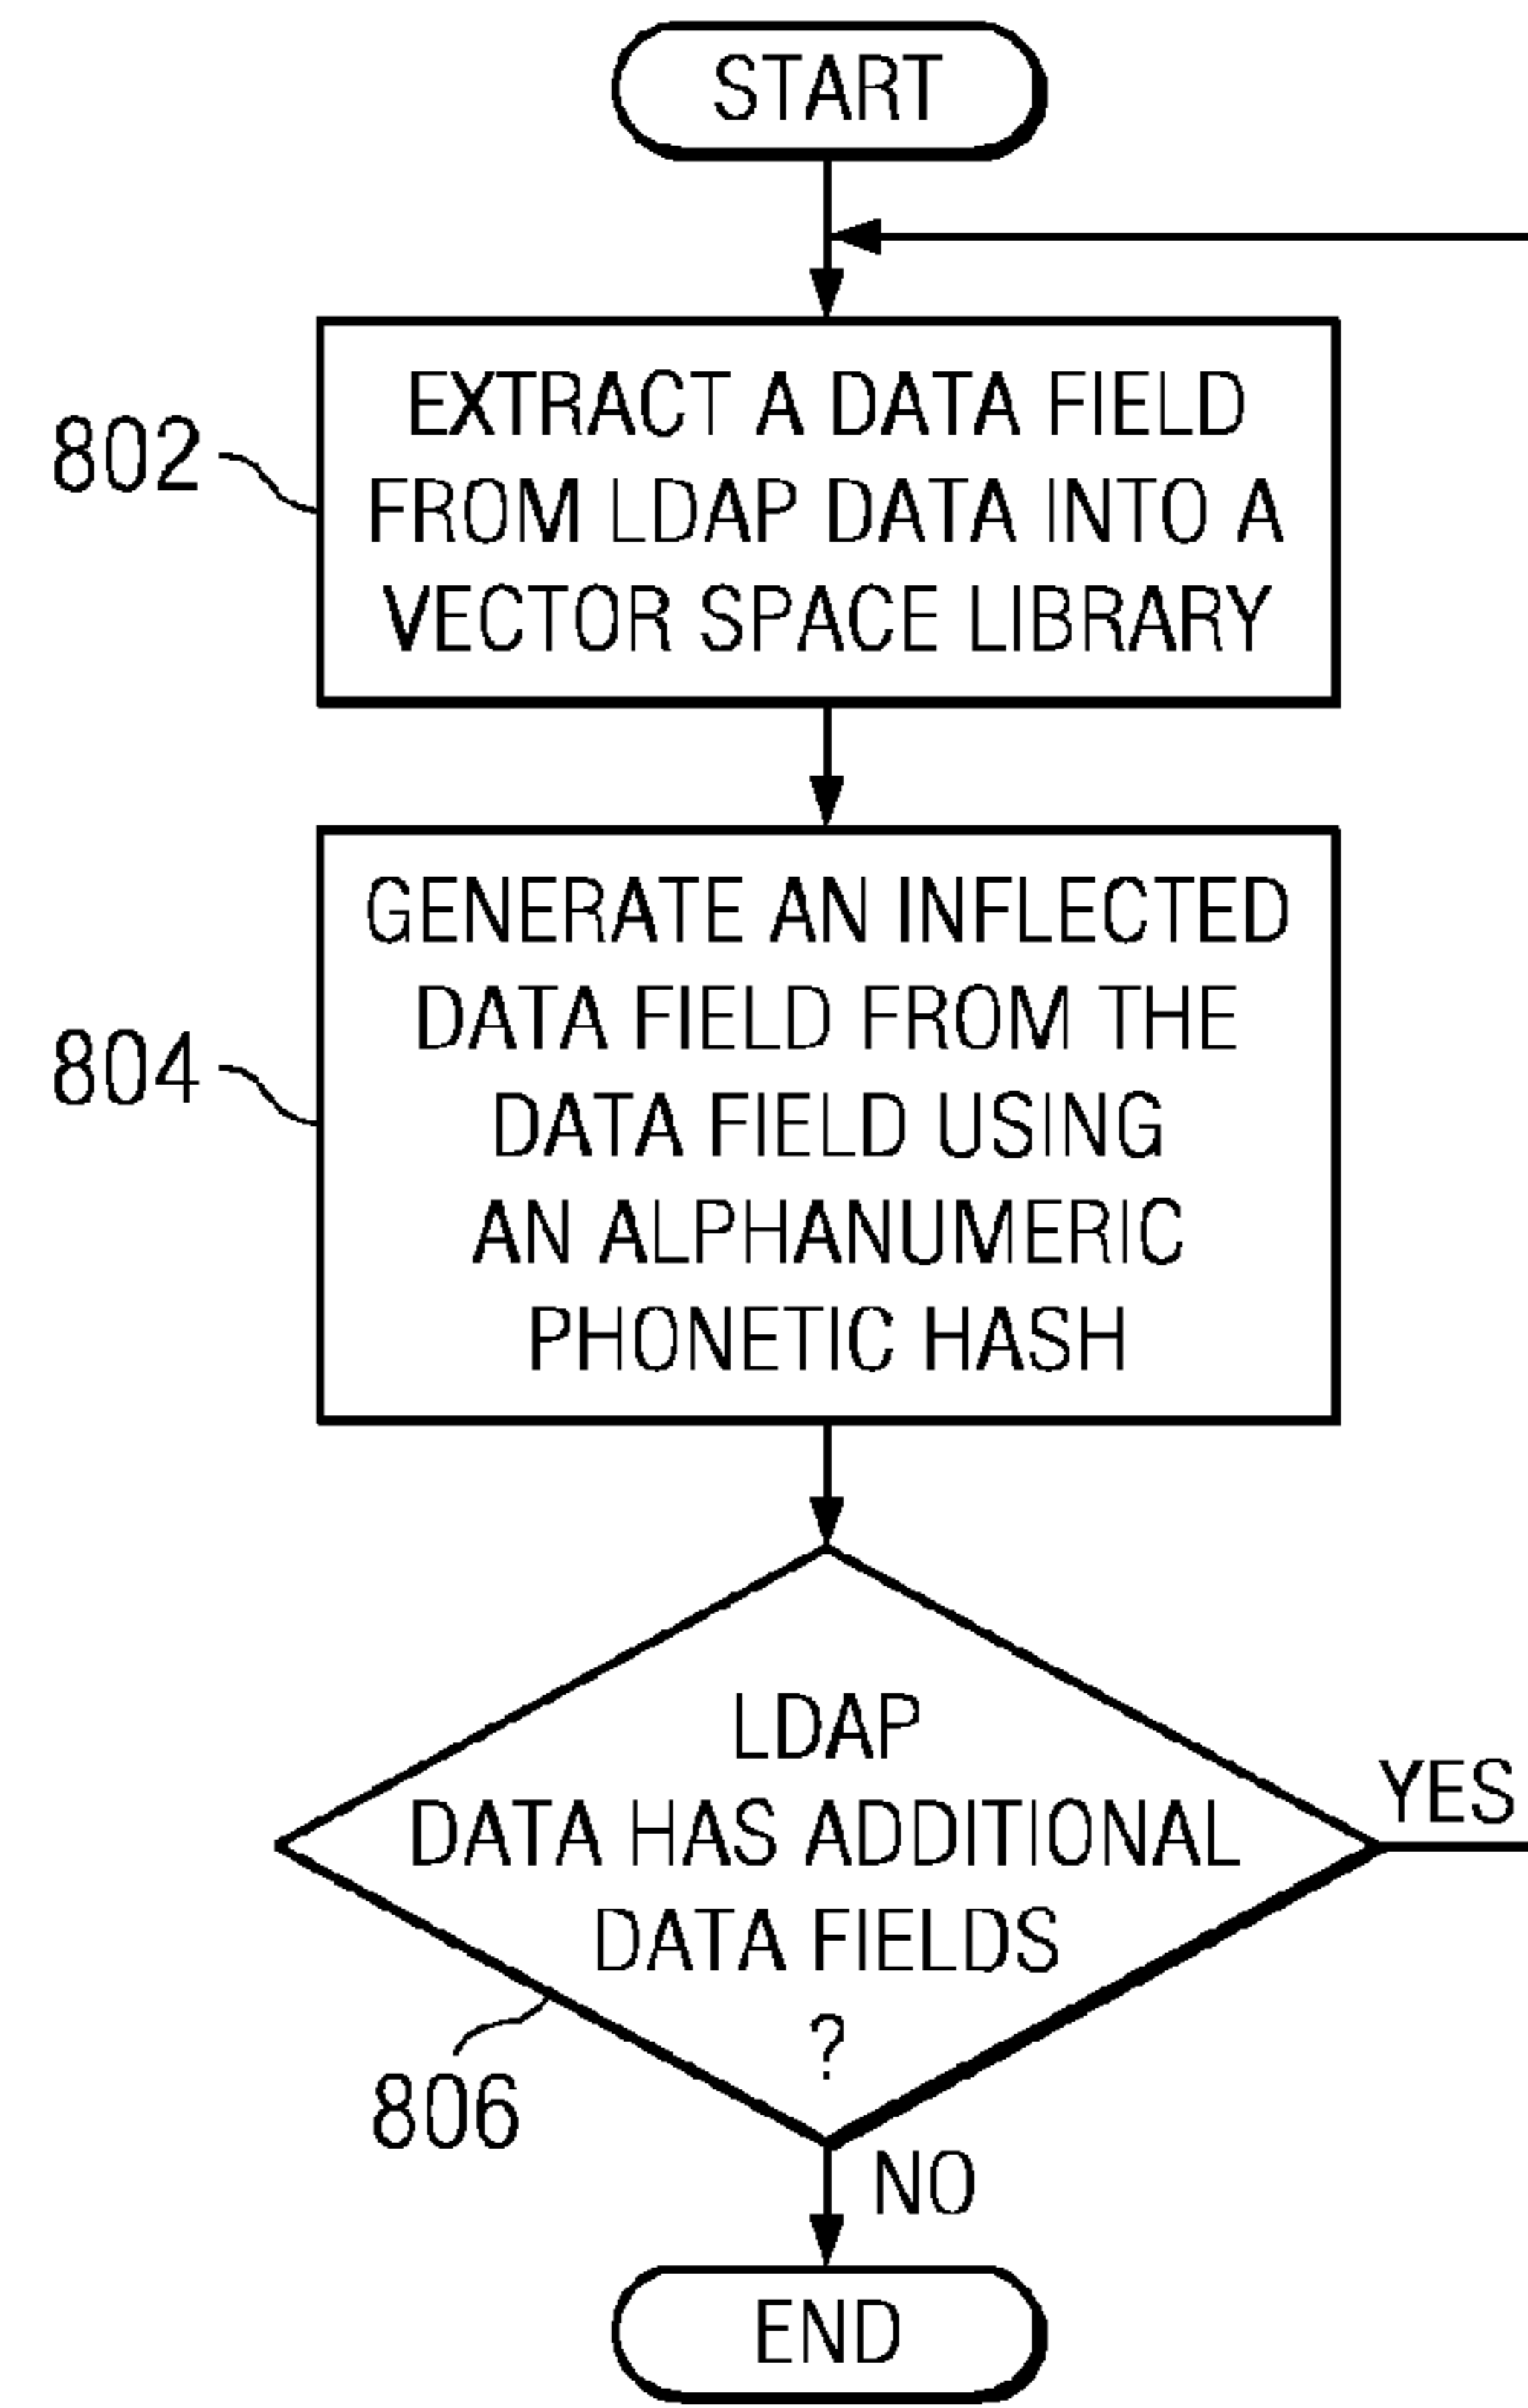 START
EXTRACT A DATA FIELD
FROM LDAP DATA INTO A
VECTOR SPACE LIBRARY
802
GENERATE AN INFLECTED
DATA FIELD FROM THE
DATA FIELD USING
AN ALPHANUMERIC
PHONETIC HASH
804
LDAP
DATA HAS ADDITIONAL
DATA FIELDS
?
YES
806
NO
END